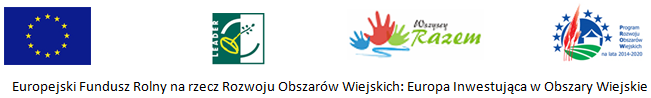 LEADER
Wszyscy
Razem
Program
Rozwoju
Obszarów
Wiejskich
na lata 2014-2020
Europejski Fundusz Rolny na rzecz Rozwoju Obszarów Wiejskich: Europa Inwestująca w Obszary Wiejskie